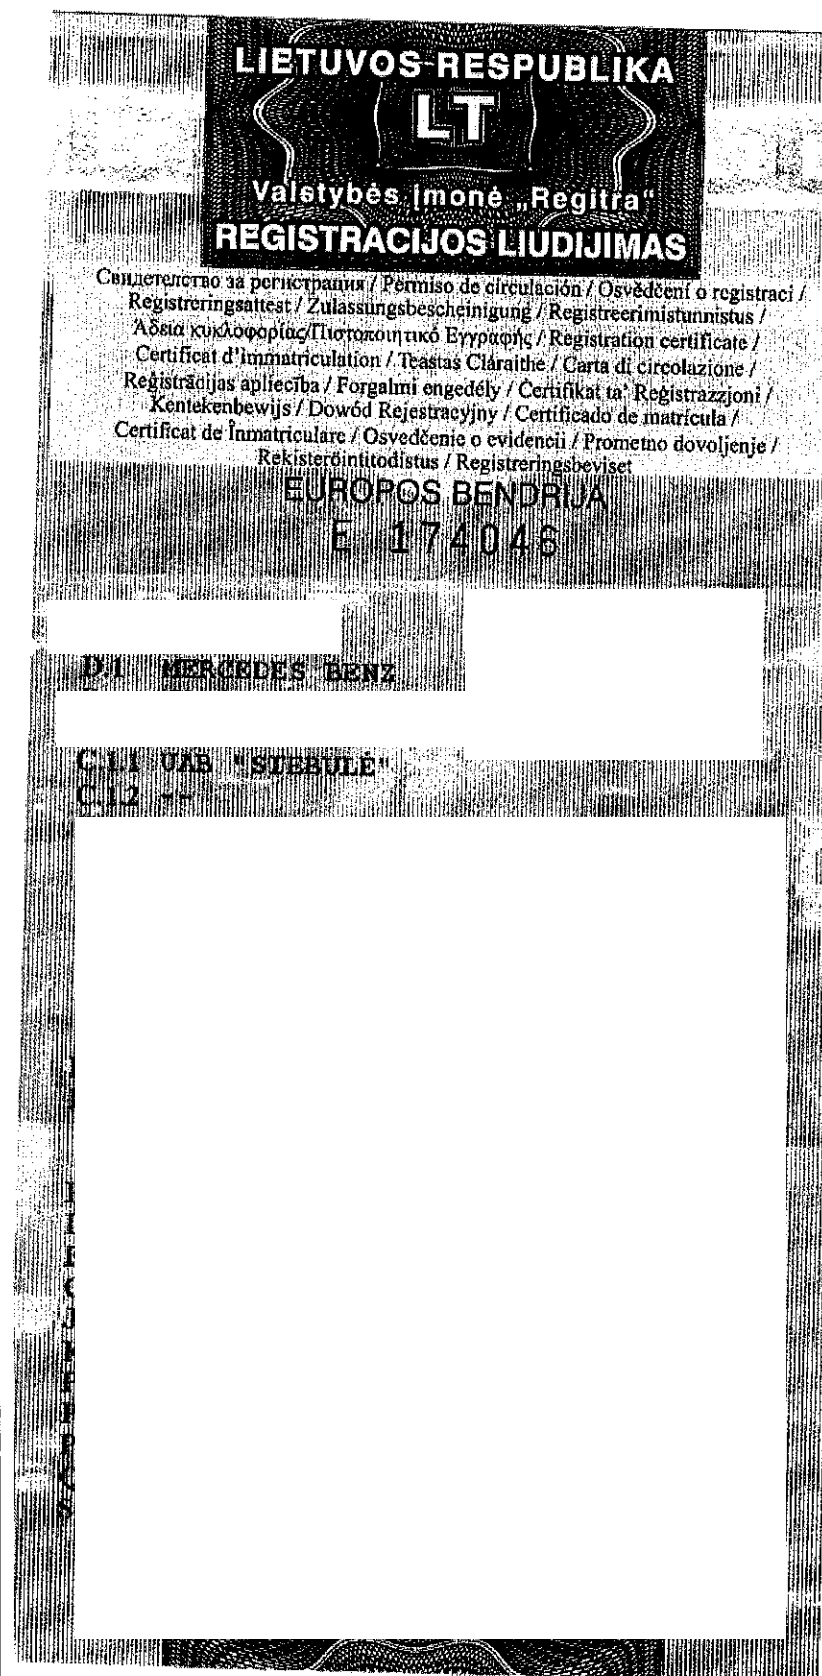 LIETUVOS RESPUBLIKA
LT
Valstybės įmonė „Regitra“
REGISTRACIJOS LIUDIJIMAS
Свидетелство за регистрация / Permiso de circulación / Osvědčení o registraci /
Registreringsattest / Zulassungsbescheinigung / Registreerimistunnistus /
Άδεια κυκλοφορίας/Πιστοποιητικό Εγγραφής / Registration certificate /
Certificat d'immatriculation / Teastas Cláraithe / Carta di circolazione /
Reģistrācijas apliecība / Forgalmi engedély / Ċertifikat ta' Reġistrazzjoni /
Kentekenbewijs / Dowód Rejestracyjny / Certificado de matrícula /
Certificat de Înmatriculare / Osvedčenie o evidencii / Prometno dovoljenje /
Rekisteröintitodistus / Registreringsbeviset
EUROPOS BENDRIJA
E 174046
D.1 MERCEDES BENZ
C.1.1 UAB "STEBULĖ"
C.1.2 --